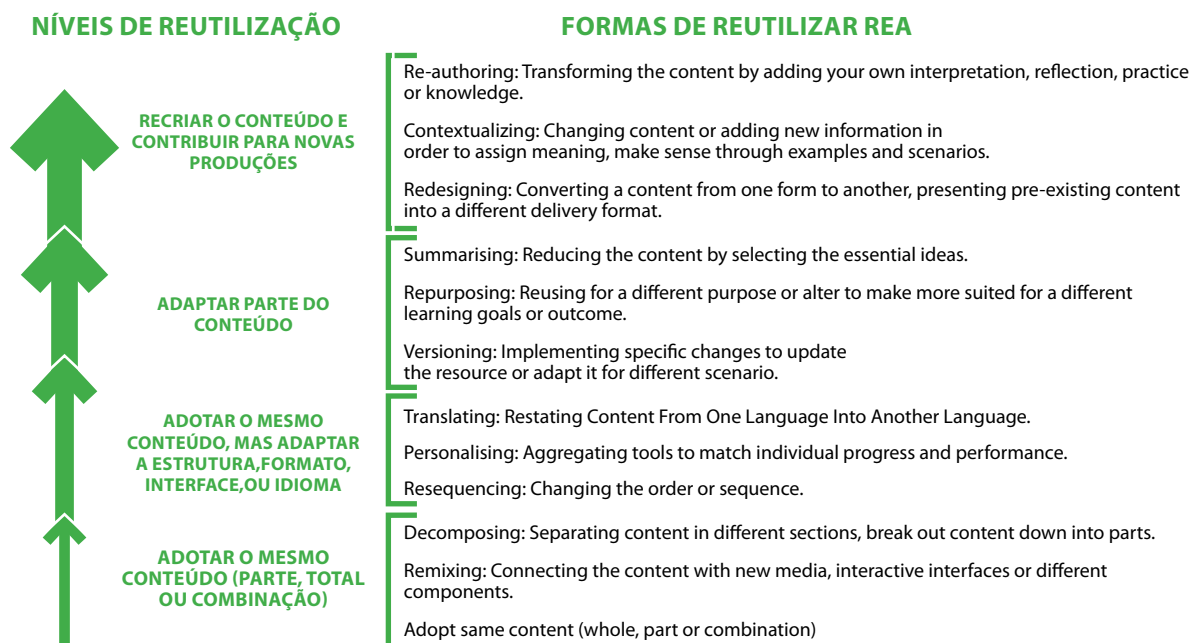 NÍVEIS DE REUTILIZAÇÃO
FORMAS DE REUTILIZAR REA
RECRIAR O CONTEÚDO E
CONTRIBUIR PARA NOVAS
PRODUÇÕES
Re-authoring: Transforming the content by adding your own interpretation, reflection, practice
or knowledge.
Contextualizing: Changing content or adding new information in
order to assign meaning, make sense through examples and scenarios.
Redesigning: Converting a content from one form to another, presenting pre-existing content
into a different delivery format.
ADAPTAR PARTE DO
CONTEÚDO
Summarising: Reducing the content by selecting the essential ideas.
Repurposing: Reusing for a different purpose or alter to make more suited for a different
learning goals or outcome.
Versioning: Implementing specific changes to update
the resource or adapt it for different scenario.
ADOTAR O MESMO
CONTEÚDO, MAS ADAPTAR
A ESTRUTURA,FORMATO,
INTERFACE,OU IDIOMA
Translating: Restating Content From One Language Into Another Language.
Personalising: Aggregating tools to match individual progress and performance.
Resequencing: Changing the order or sequence.
ADOTAR O MESMO
CONTEÚDO (PARTE, TOTAL
OU COMBINAÇÃO)
Decomposing: Separating content in different sections, break out content down into parts.
Remixing: Connecting the content with new media, interactive interfaces or different
components.
Adopt same content (whole, part or combination)